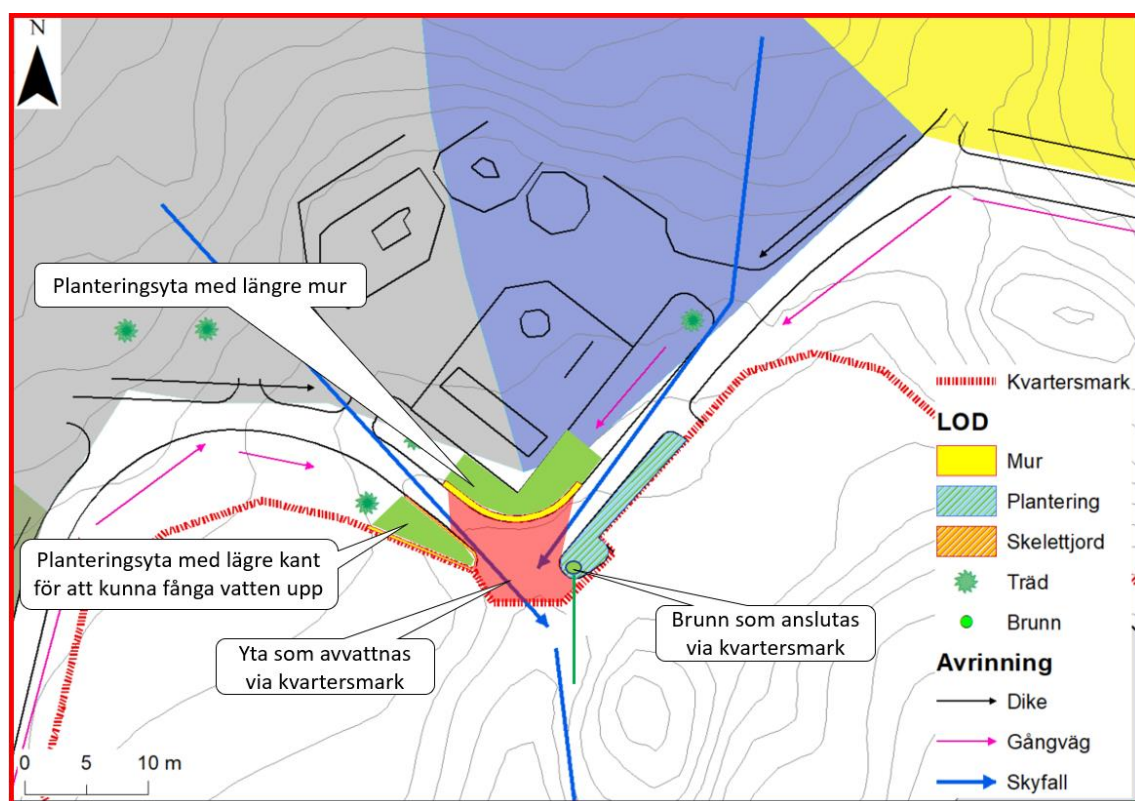 N
Planteringsyta med längre mur
Planteringsyta med lägre kant
för att kunna fånga vatten upp
Yta som avvattnas
via kvartersmark
Brunn som anslutas
via kvartersmark
0 5 10 m
Kvartersmark
LOD
Mur
Plantering
Skelettjord
Träd
Brunn
Avrinning
Dike
Gångväg
Skyfall